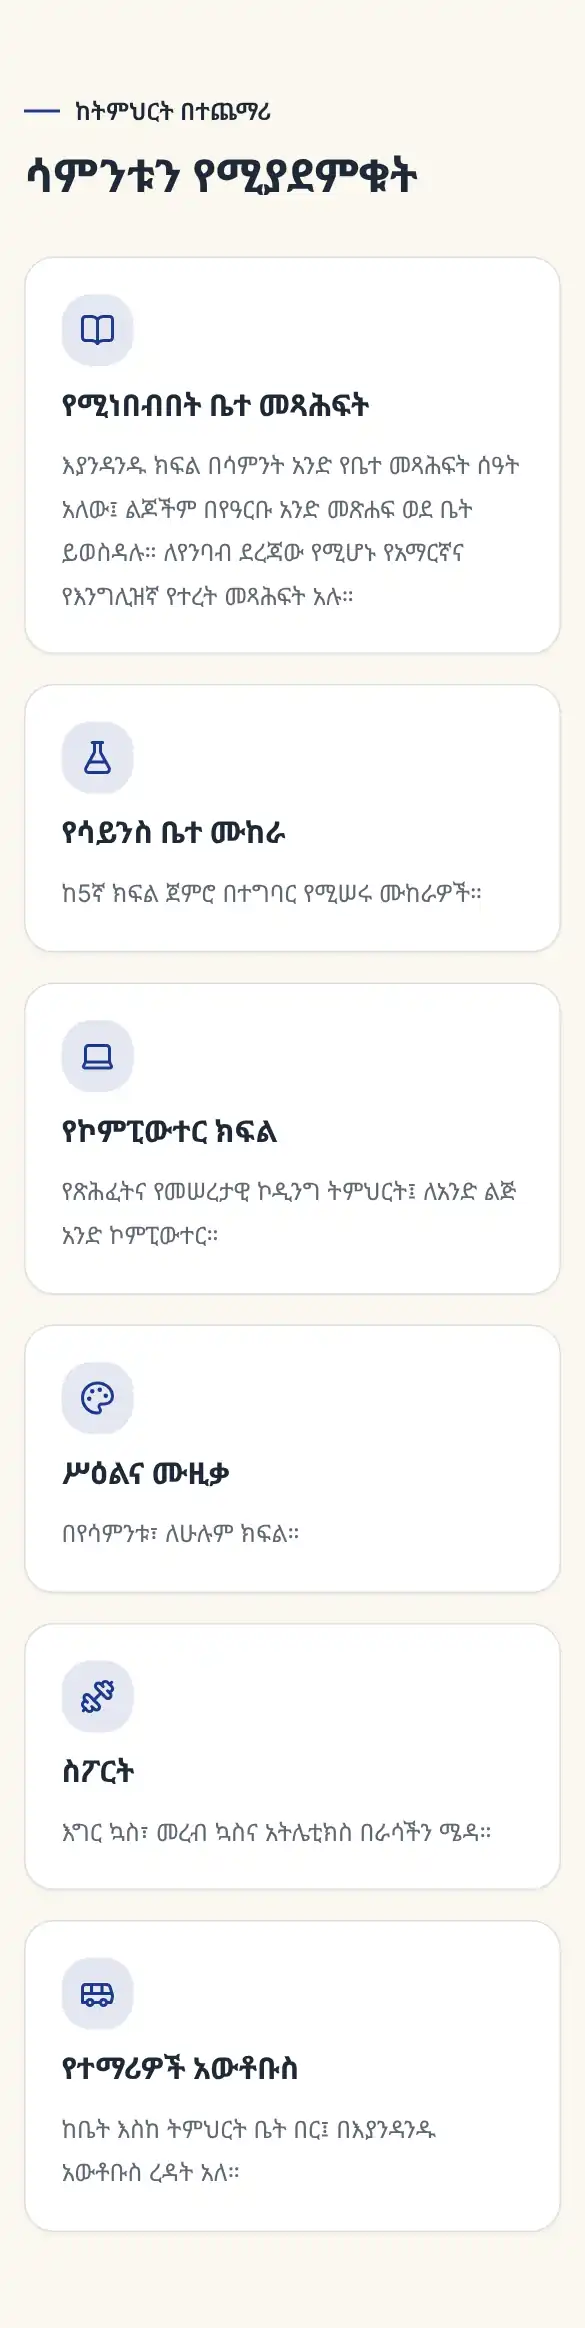 ከትምህርት በተጨማሪ
ሳምንቱን የሚያደምቁት
የሚነበብበት ቤተ መጻሕፍት
እያንዳንዱ ክፍል በሳምንት አንድ የቤተ መጻሕፍት ሰዓት
አለው፤ ልጆችም በየዓርቡ አንድ መጽሐፍ ወደ ቤት
ይወስዳሉ። ለየንባብ ደረጃው የሚሆኑ የአማርኛና
የእንግሊዝኛ የተረት መጻሕፍት አሉ።
የሳይንስ ቤተ ሙከራ
ከ5ኛ ክፍል ጀምሮ በተግባር የሚሠሩ ሙከራዎች።
የኮምፒውተር ክፍል
የጽሕፈትና የመሠረታዊ ኮዲንግ ትምህርት፤ ለአንድ ልጅ
አንድ ኮምፒውተር።
ሥዕልና ሙዚቃ
በየሳምንቱ፣ ለሁሉም ክፍል።
ስፖርት
እግር ኳስ፣ መረብ ኳስና አትሌቲክስ በራሳችን ሜዳ።
የተማሪዎች አውቶቡስ
ከቤት እስከ ትምህርት ቤት በር፤ በእያንዳንዱ
አውቶቡስ ረዳት አለ።